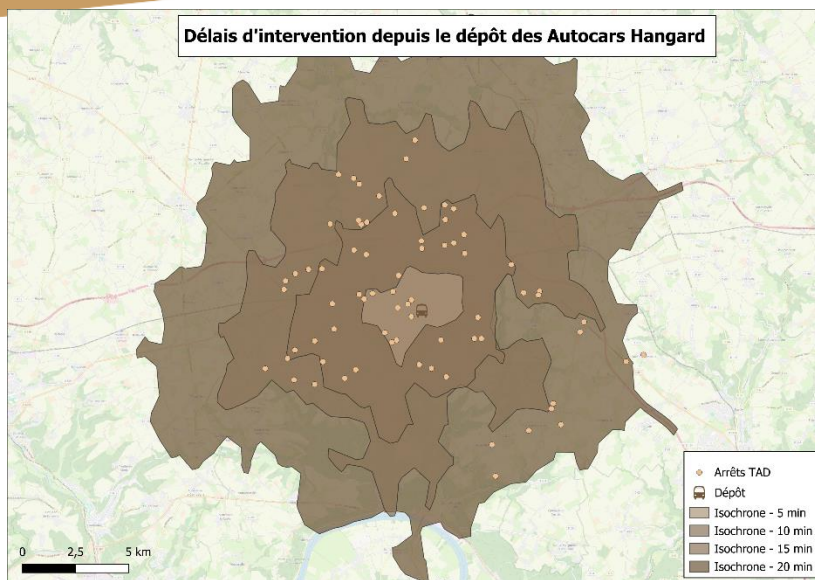 Délais d'intervention depuis le dépôt des Autocars Hangard
Arrêts TAD
Dépôt
Isochrone - 5 min
Isochrone - 10 min
Isochrone - 15 min
Isochrone - 20 min
0 2,5 5 km